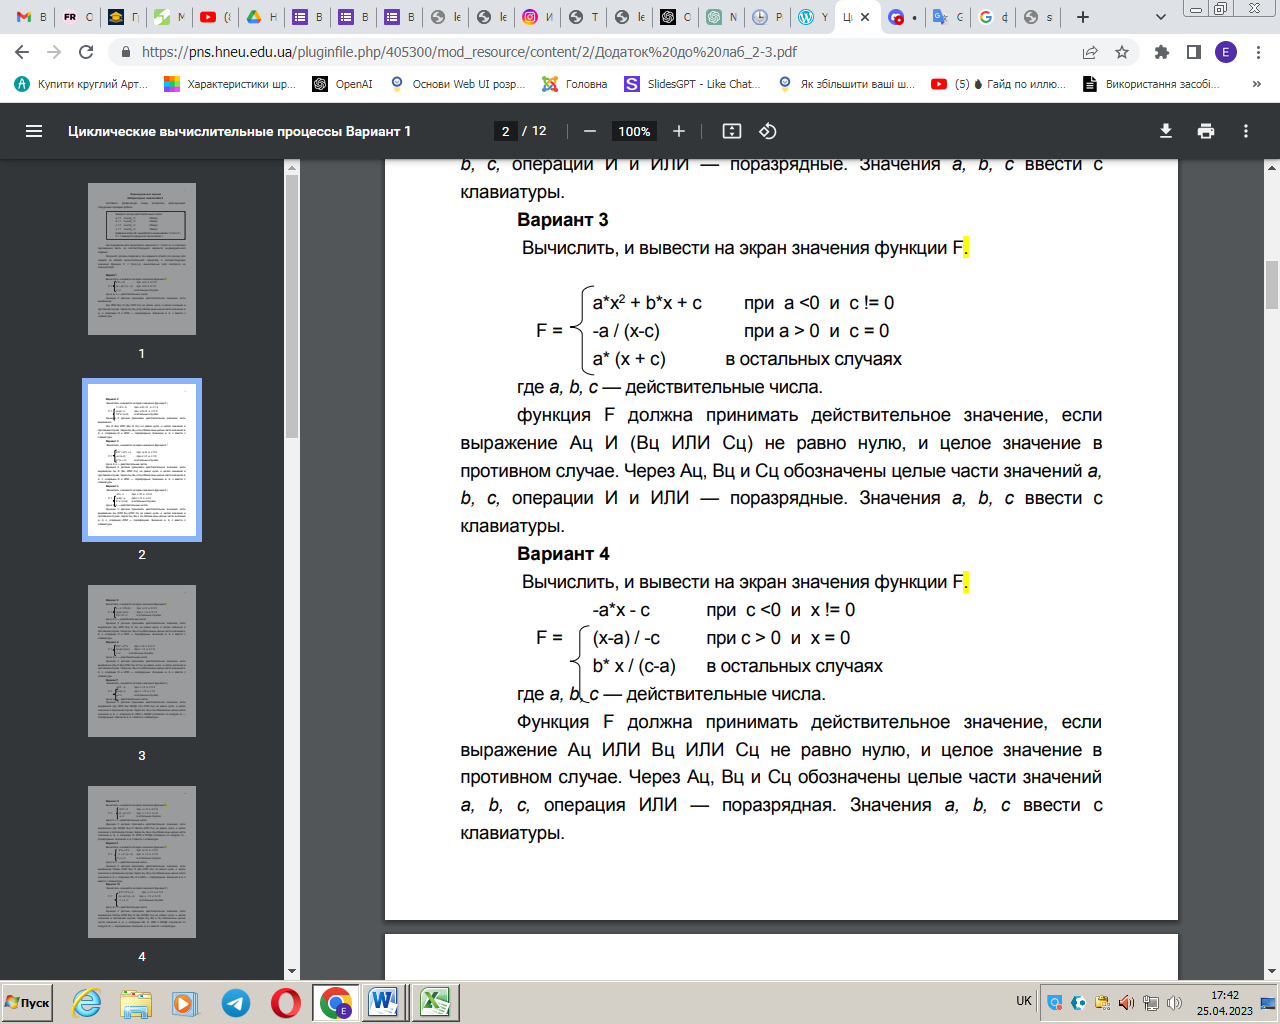 В
О
Г
М
(8
Н
В
В
В
Ie
Ie
И
Т
Ie
О
N
Р
Y
Ці
G
ф
s
https://pns.hneu.edu.ua/pluginfile.php/405300/mod_resource/content/2/Додаток%20до%20лаб_2-3.pdf
E
Купити круглий Арт...
Характеристики шр...
OpenAI
Основи Web UI розр...
Головна
SlidesGPT - Like Chat...
Як збільшити ваші ш...
(5) Гайд по иллю...
Використання засобі...
»
Циклические вычислительные процессы Вариант 1
2 / 12
100%
1
2
3
4
b, c, операции И и ИЛИ — поразрядные. Значения a, b, c ввести с
клавиатуры.
Вариант 3
Вычислить, и вывести на экран значения функции F.
a*x² + b*x + c при a <0 и c != 0
F = -a / (x-c) при a > 0 и c = 0
a* (x + c) в остальных случаях
где a, b, c — действительные числа.
функция F должна принимать действительное значение, если
выражение Ац И (Вц ИЛИ Сц) не равно нулю, и целое значение в
противном случае. Через Ац, Вц и Сц обозначены целые части значений a,
b, c, операции И и ИЛИ — поразрядные. Значения a, b, c ввести с
клавиатуры.
Вариант 4
Вычислить, и вывести на экран значения функции F.
-a*x - c при c <0 и x != 0
F = (x-a) / -c при c > 0 и x = 0
b* x / (c-a) в остальных случаях
где a, b, c — действительные числа.
Функция F должна принимать действительное значение, если
выражение Ац ИЛИ Вц ИЛИ Сц не равно нулю, и целое значение в
противном случае. Через Ац, Вц и Сц обозначены целые части значений
a, b, c, операция ИЛИ — поразрядная. Значения a, b, c ввести с
клавиатуры.
Пуск
UK
17:42
25.04.2023